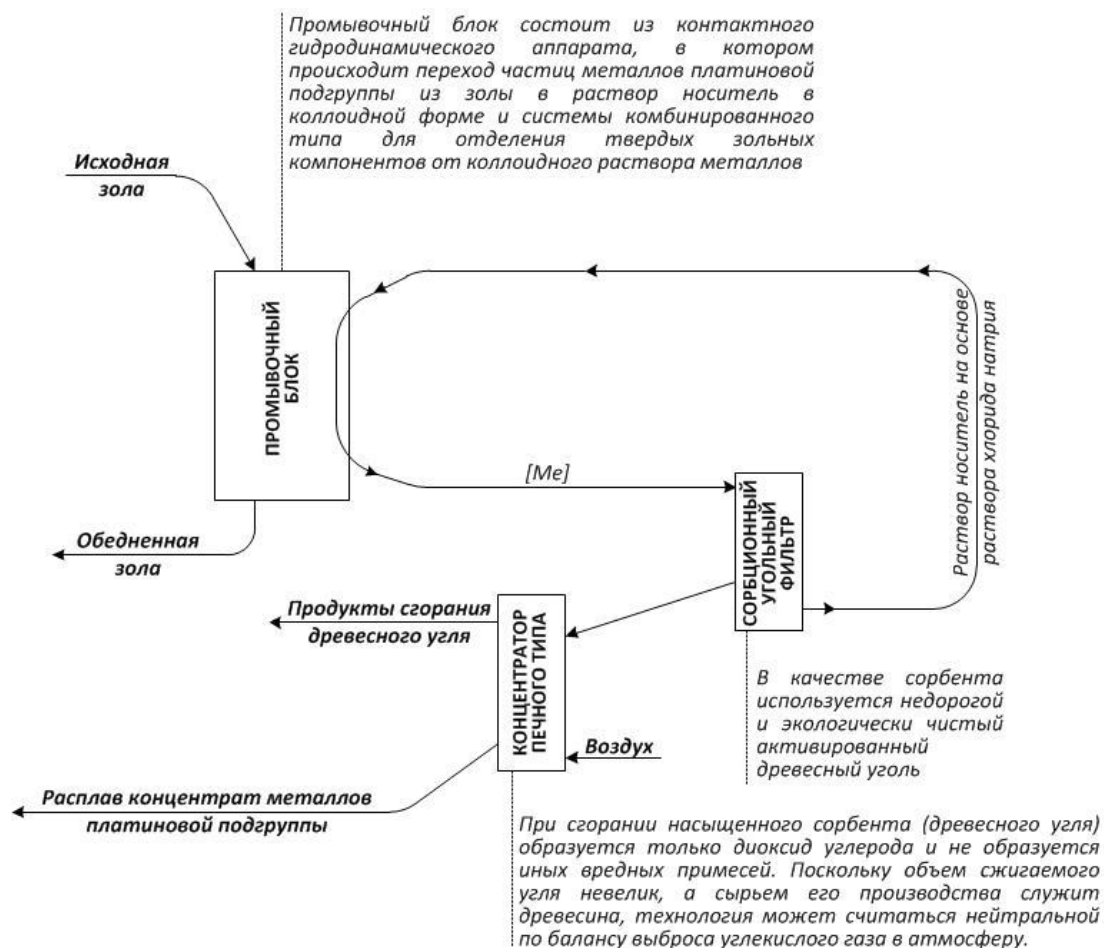 Промывочный блок состоит из контактного
гидродинамического аппарата, в котором
происходит переход частиц металлов платиновой
подгруппы из золы в раствор носитель в
коллоидной форме и системы комбинированного
типа для отделения твердых зольных
компонентов от коллоидного раствора металлов
Исходная
зола
ПРОМЫВОЧНЫЙ
БЛОК
Раствор носитель на основе
раствора хлорида натрия
[Me]
СОРБЦИОННЫЙ
УГОЛЬНЫЙ
ФИЛЬТР
Обедненная
зола
Продукты сгорания
древесного угля
КОНЦЕНТРАТОР
ПЕЧНОГО ТИПА
Воздух
В качестве сорбента
используется недорогой
и экологически чистый
активированный
древесный уголь
Расплав концентрат металлов
платиновой подгруппы
При сгорании насыщенного сорбента (древесного угля)
образуется только диоксид углерода и не образуется
иных вредных примесей. Поскольку объем сжигаемого
угля невелик, а сырьем его производства служит
древесина, технология может считаться нейтральной
по балансу выброса углекислого газа в атмосферу.